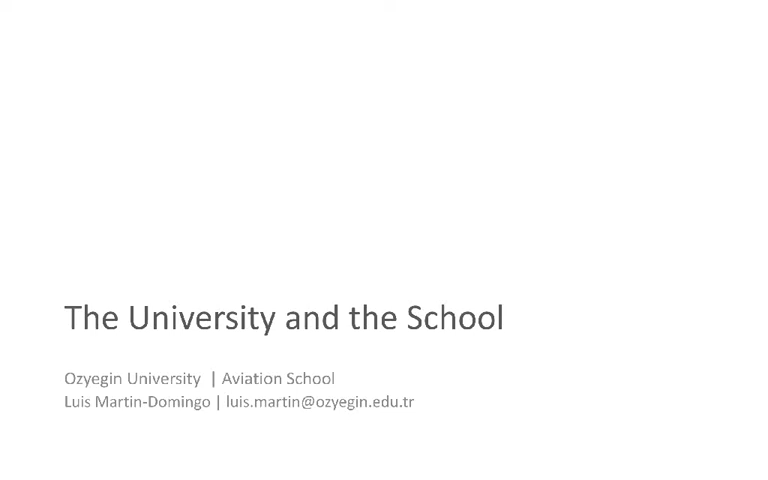 The University and the School
Ozyegin University | Aviation School
Luis Martin-Domingo | luis.martin@ozyegin.edu.tr